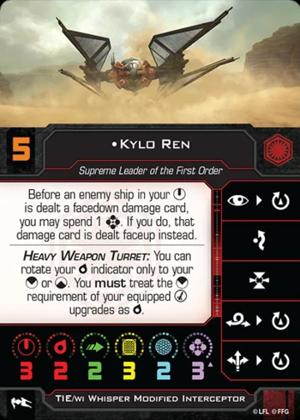 •Kylo Ren
5
Supreme Leader of the First Order
Before an enemy ship in your
is dealt a facedown damage card,
you may spend 1 . If you do, that
damage card is dealt faceup instead.
Heavy Weapon Turret: You can
rotate your indicator only to your
or . You must treat the
requirement of your equipped
upgrades as .
3 2 2 3 2 3
TIE/wi Whisper Modified Interceptor
©LFL ©FFG